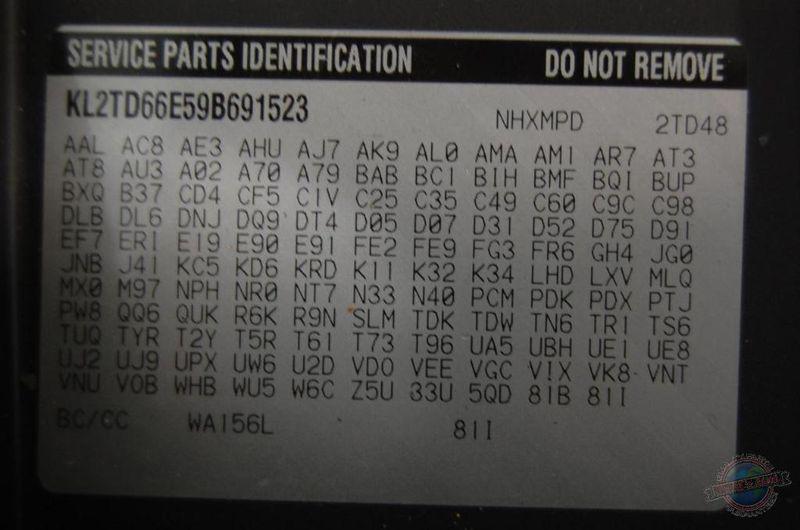 SERVICE PARTS IDENTIFICATION DO NOT REMOVE
KL2TD66E59B691523 NHXMPD 2TD48
AAL AC8 AE3 AHU AJ7 AK9 AL0 AMA AM1 AR7 AT3
AT8 AU3 A02 A70 A79 BAB BC1 BIH BMF BQ1 BUP
BXQ B37 CD4 CF5 C1V C25 C35 C49 C60 C9C C98
DLB DL6 DNJ DQ9 DT4 D05 D07 D31 D52 D75 D91
EF7 ER1 E19 E90 E91 FE2 FE9 FG3 FR6 GH4 JG0
JNB J41 KC5 KD6 KRD K11 K32 K34 LHD LXV MLQ
MX0 M97 NPH NR0 NT7 N33 N40 PCM PDK PDX PTJ
PW8 QQ6 QUK R6K R9N SLM TDK TDW TN6 TR1 TS6
TUQ TYR T2Y T5R T61 T73 T96 UA5 UBH UE1 UE8
UJ2 UJ9 UPX UW6 U2D VD0 VEE VGC V1X VK8 VNT
VNU V0B WHB WU5 W6C Z5U 33U 5QD 81B 81I
BC/CC WA156L 81I